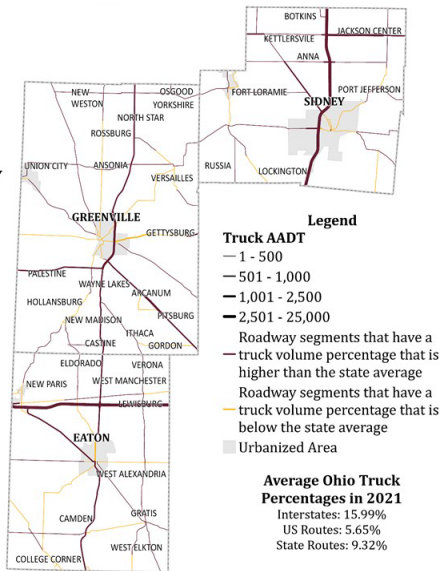 BOTKINS
JACKSON CENTER
KETTLERSVILE
ANNA
FORT LORAMIE
PORT JEFFERSON
SIDNEY
RUSSIA
LOCKINGTON
NEW
WESTON
OSGOOD
YORKSHIRE
NORTH STAR
ROSSBURG
UNION CITY
ANSONIA
VERSAILLES
GREENVILLE
GETTYSBURG
PALESTINE
WAYNE LAKES
ARCANUM
HOLLANSBURG
PITSBURG
NEW MADISON
ITHACA
CASTINE
GORDON
ELDORADO
VERONA
NEW PARIS
WEST MANCHESTER
LEWISBURG
EATON
WEST ALEXANDRIA
GRATIS
CAMDEN
WEST ELKTON
COLLEGE CORNER
Legend
Truck AADT
1 - 500
501 - 1,000
1,001 - 2,500
2,501 - 25,000
Roadway segments that have a
truck volume percentage that is
higher than the state average
Roadway segments that have a
truck volume percentage that is
below the state average
Urbanized Area
Average Ohio Truck
Percentages in 2021
Interstates: 15.99%
US Routes: 5.65%
State Routes: 9.32%